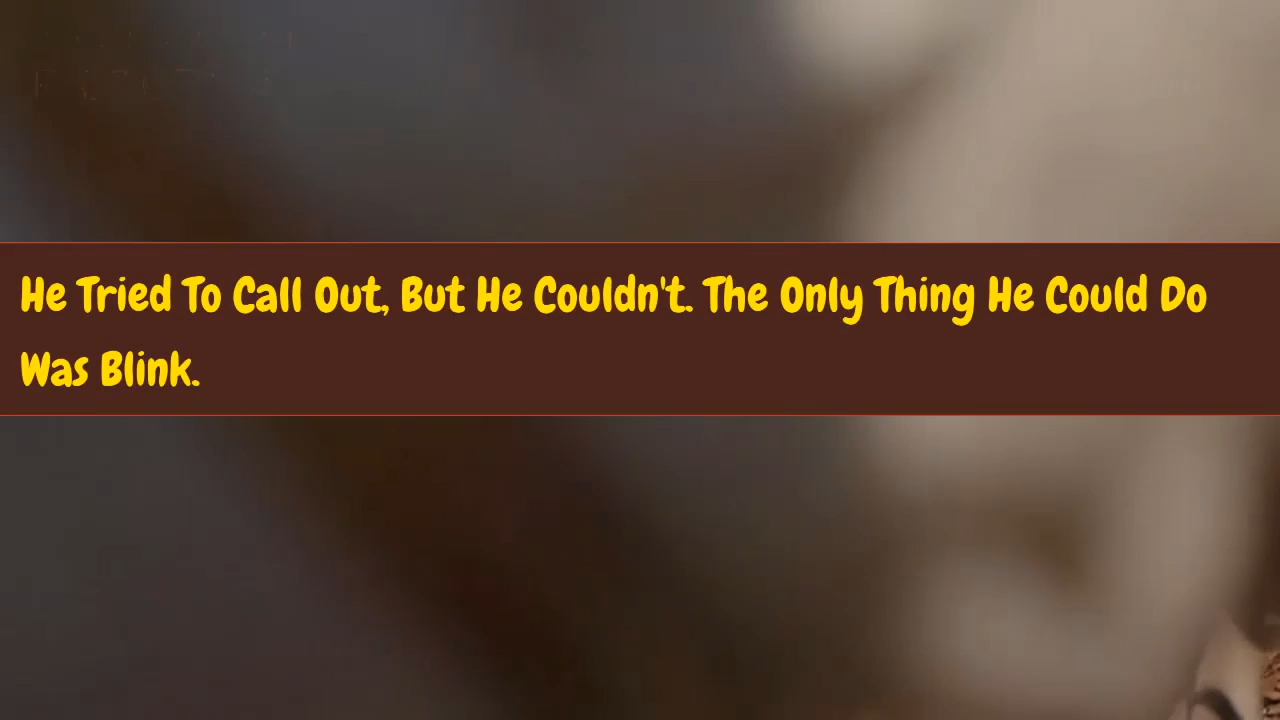 He Tried To Call Out, But He Couldn't. The Only Thing He Could Do
Was Blink.